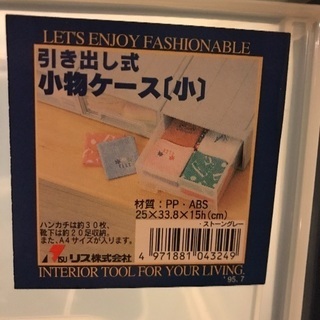 LET'S ENJOY FASHIONABLE
引き出し式
小物ケース〔小〕
材質：PP・ABS
25×33.8×15h(cm)
ストーングレー
ハンカチは約30枚、
靴下は約20足収納。
また、A4サイズが入ります。
リス株式会社
4 971881 043249
INTERIOR TOOL FOR YOUR LIVING.
'95. 7